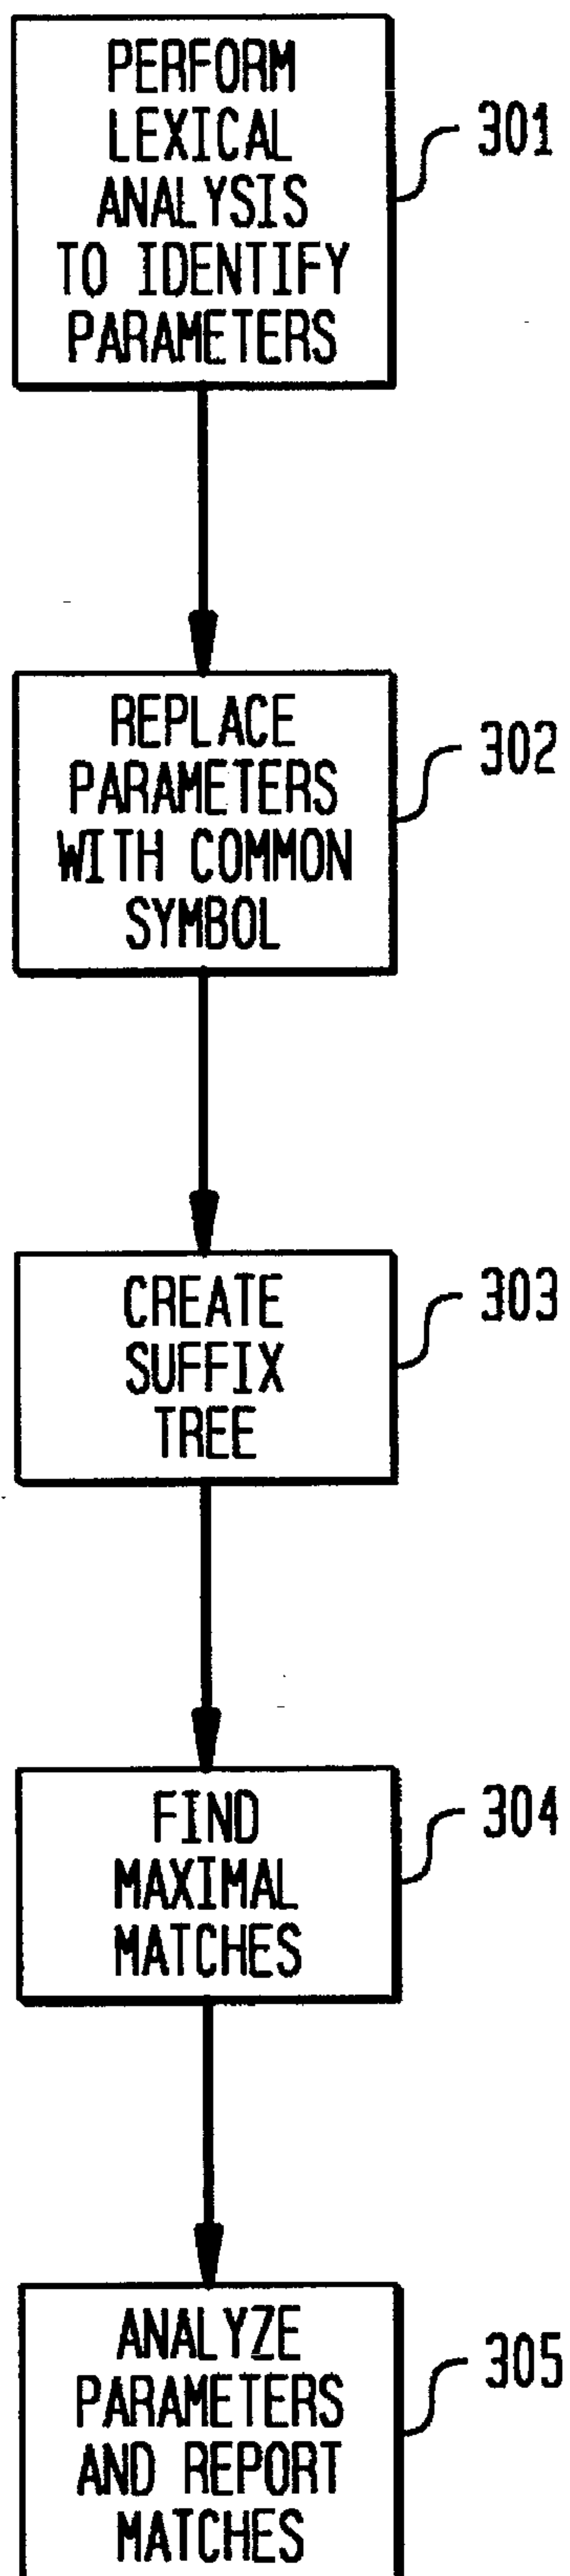 PERFORM
LEXICAL
ANALYSIS
TO IDENTIFY
PARAMETERS
301
REPLACE
PARAMETERS
WITH COMMON
SYMBOL
302
CREATE
SUFFIX
TREE
303
FIND
MAXIMAL
MATCHES
304
ANALYZE
PARAMETERS
AND REPORT
MATCHES
305